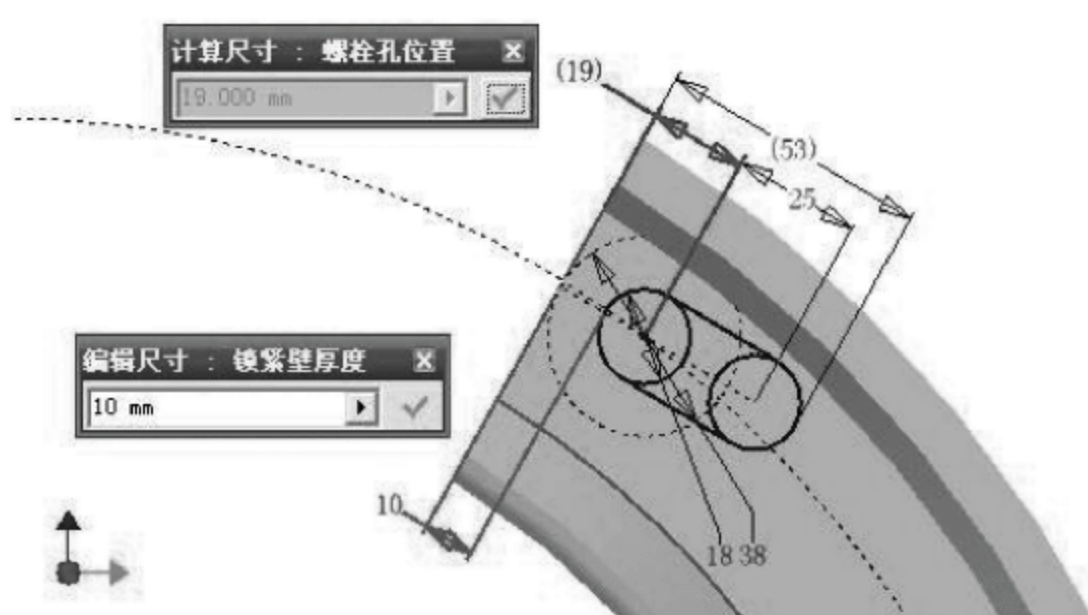 计算尺寸 : 螺栓孔位置
19.000 mm
(19)
(53)
25
编辑尺寸 : 锁紧壁厚度
10 mm
10
18 38